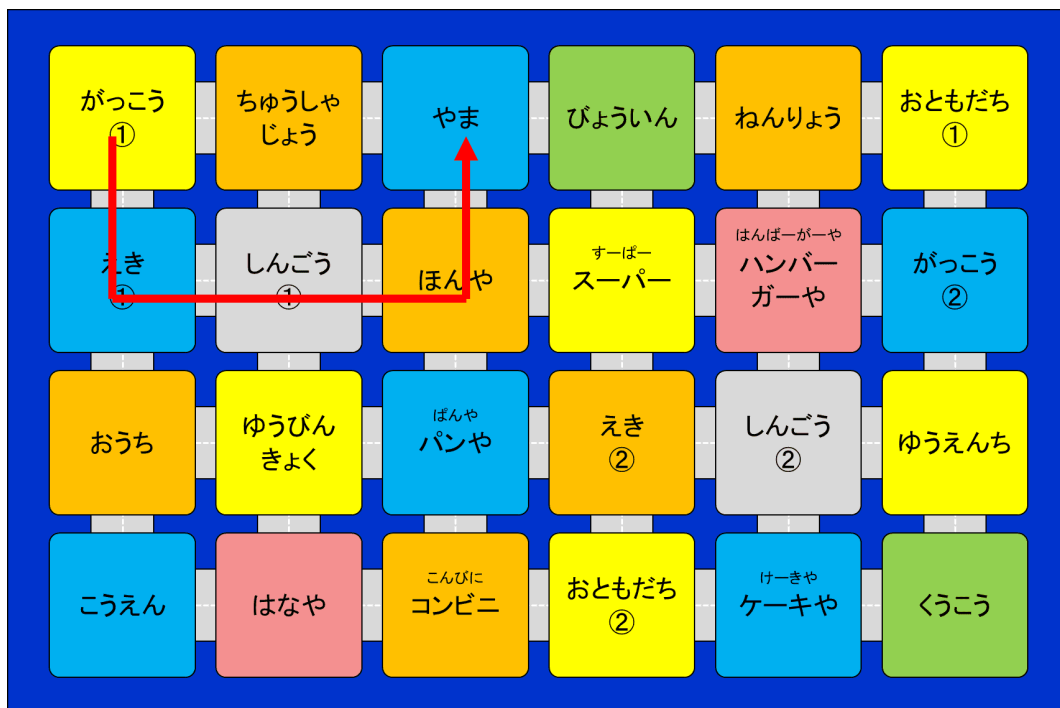 がっこう
①
ちゅうしゃ
じょう
やま
びょういん
ねんりょう
おともだち
①
えき
①
しんごう
①
ほんや
すーぱー
スーパー
はんばーがーや
ハンバー
ガーや
がっこう
②
おうち
ゆうびん
きょく
ぱんや
パンや
えき
②
しんごう
②
ゆうえんち
こうえん
はなや
こんびに
コンビニ
おともだち
②
けーきや
ケーキや
くうこう